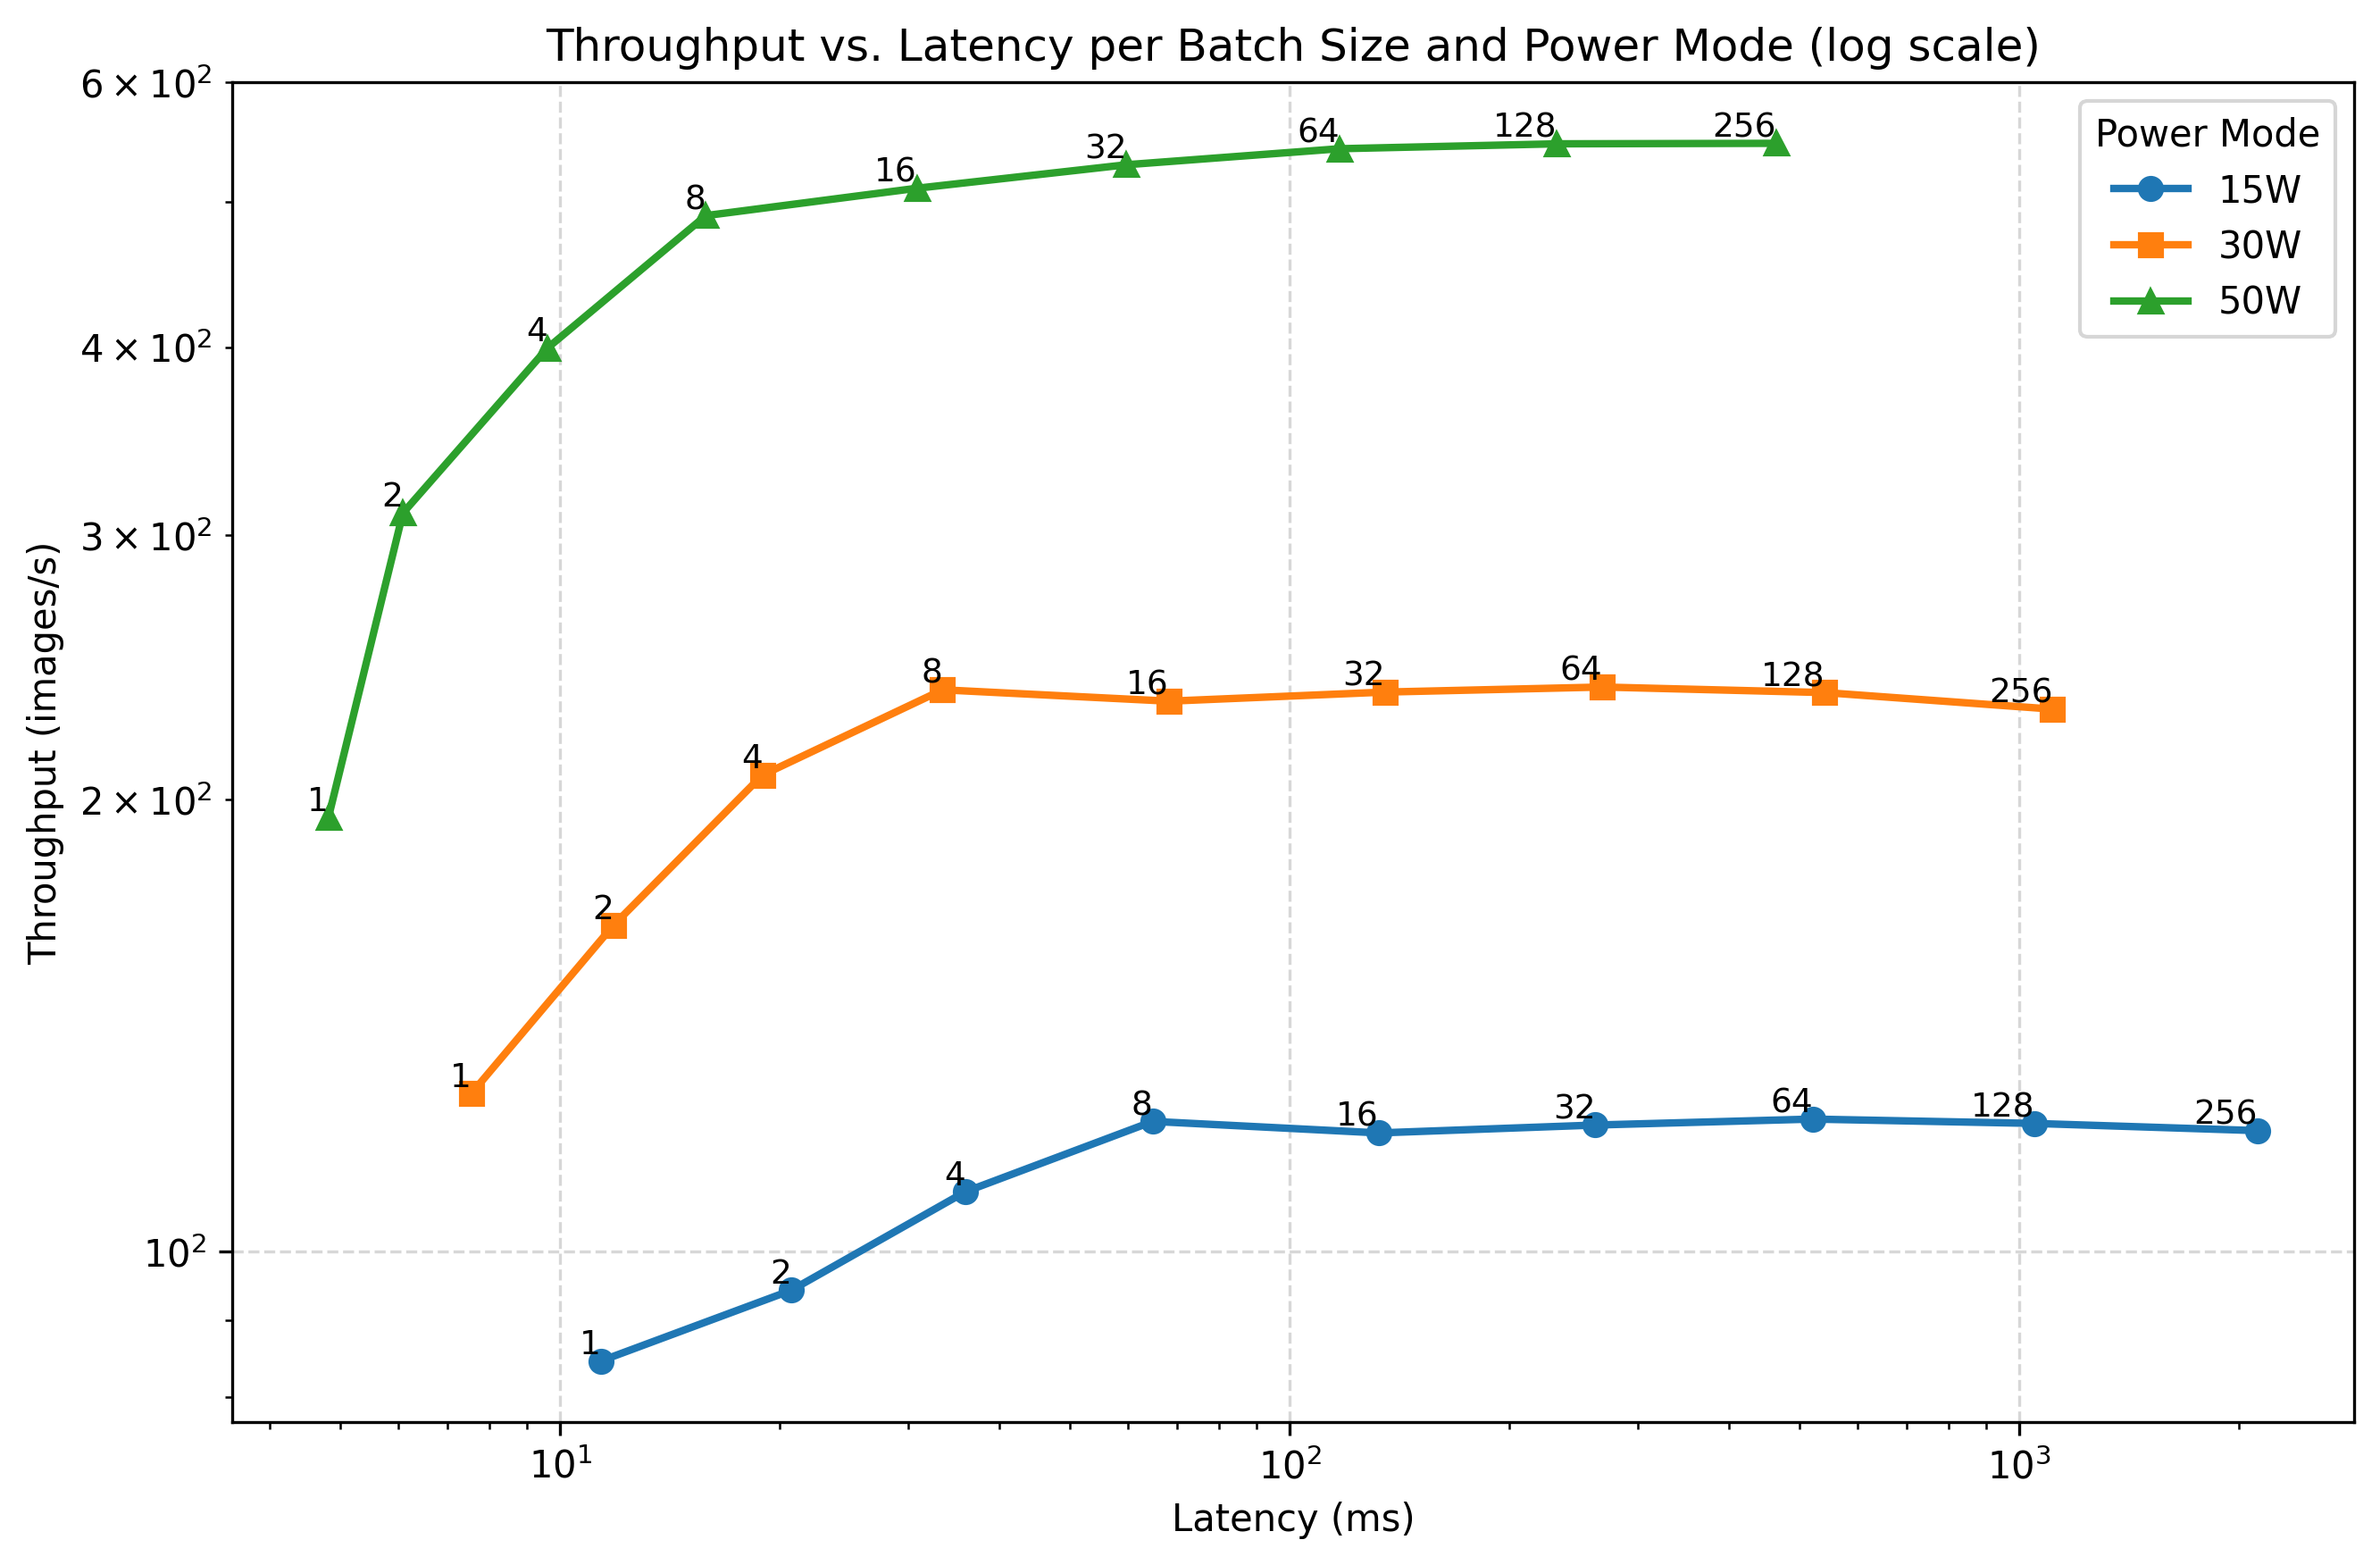 Throughput vs. Latency per Batch Size and Power Mode (log scale)
6 × 10²
4 × 10²
3 × 10²
2 × 10²
10²
Throughput (images/s)
1
2
4
8
16
32
64
128
256
1
2
4
8
16
32
64
128
256
1
2
4
8
16
32
64
128
256
Power Mode
15W
30W
50W
10¹
10²
10³
Latency (ms)